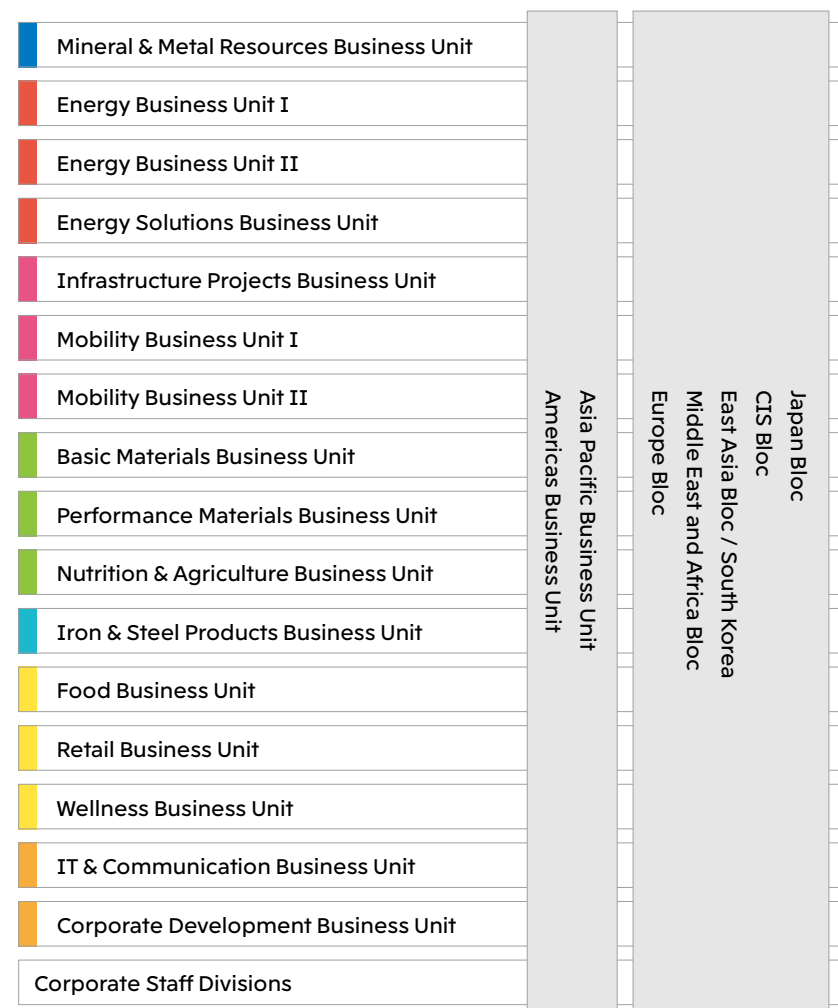 Mineral & Metal Resources Business Unit
Energy Business Unit I
Energy Business Unit II
Energy Solutions Business Unit
Infrastructure Projects Business Unit
Mobility Business Unit I
Mobility Business Unit II
Basic Materials Business Unit
Performance Materials Business Unit
Nutrition & Agriculture Business Unit
Iron & Steel Products Business Unit
Food Business Unit
Retail Business Unit
Wellness Business Unit
IT & Communication Business Unit
Corporate Development Business Unit
Corporate Staff Divisions
Asia Pacific Business Unit
Americas Business Unit
Japan Bloc
CIS Bloc
East Asia Bloc / South Korea
Middle East and Africa Bloc
Europe Bloc